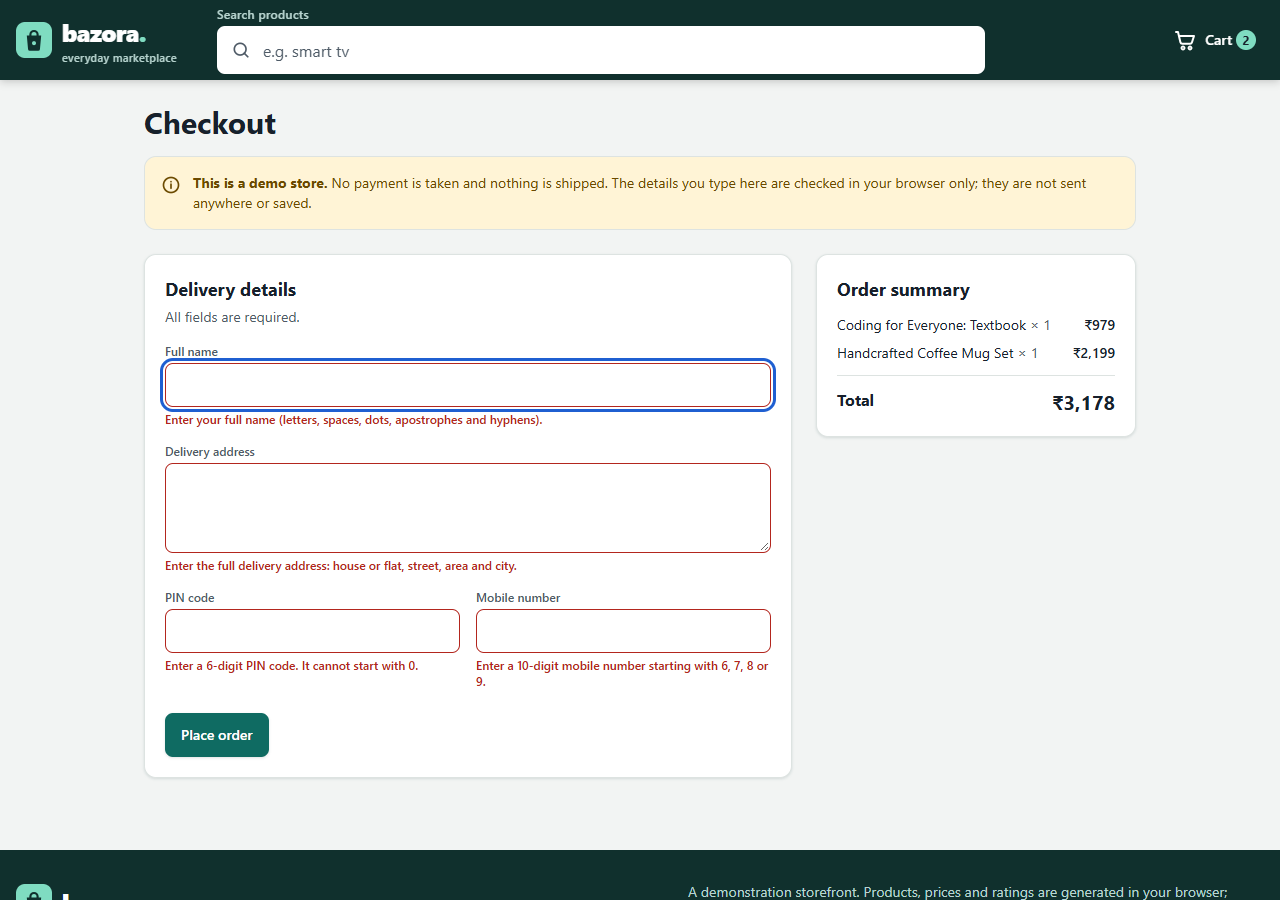 bazora.
everyday marketplace
Search products
e.g. smart tv
Cart 2
Checkout
This is a demo store. No payment is taken and nothing is shipped. The details you type here are checked in your browser only; they are not sent
anywhere or saved.
Delivery details
All fields are required.
Full name
Enter your full name (letters, spaces, dots, apostrophes and hyphens).
Delivery address
Enter the full delivery address: house or flat, street, area and city.
PIN code
Enter a 6-digit PIN code. It cannot start with 0.
Mobile number
Enter a 10-digit mobile number starting with 6, 7, 8 or
9.
Place order
Order summary
Coding for Everyone: Textbook × 1 ₹979
Handcrafted Coffee Mug Set × 1 ₹2,199
Total ₹3,178
A demonstration storefront. Products, prices and ratings are generated in your browser;